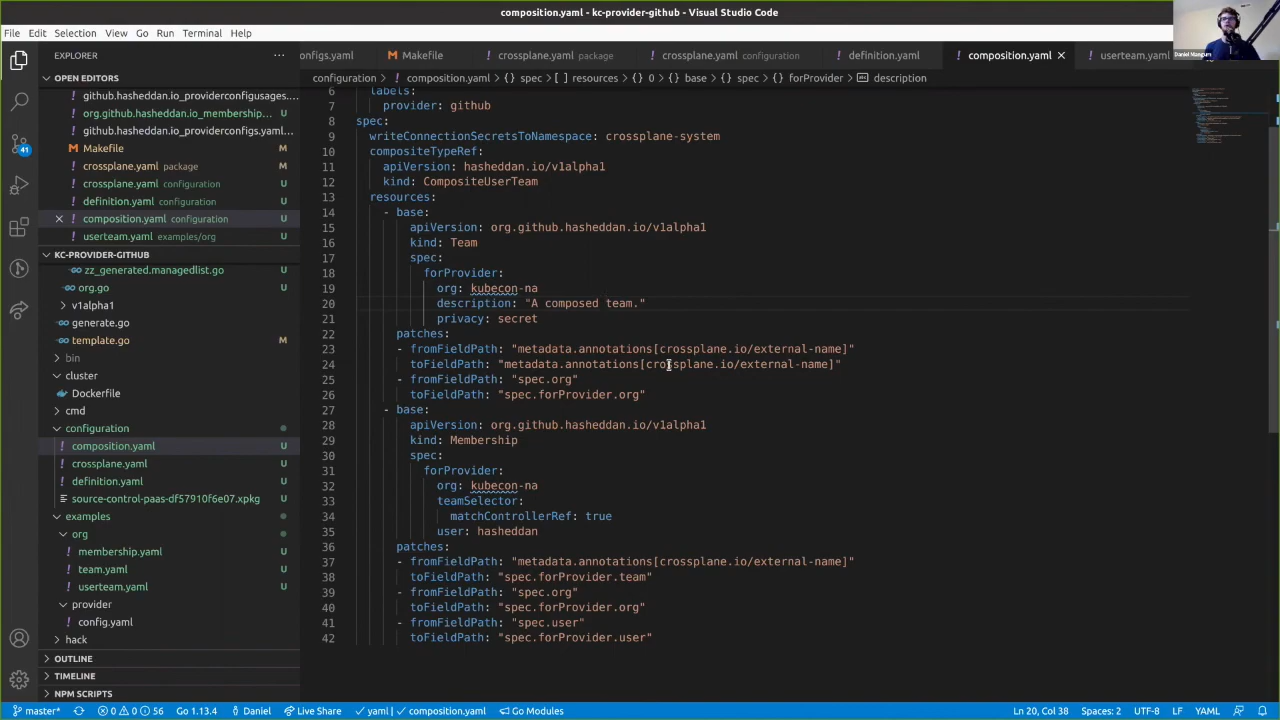 composition.yaml - kc-provider-github - Visual Studio Code
File Edit Selection View Go Run Terminal Help
Daniel Mangum
EXPLORER
OPEN EDITORS
github.hasheddan.io_providerconfigusages....
org.github.hasheddan.io_membership... U
github.hasheddan.io_providerconfigs.yaml...
Makefile M
crossplane.yaml package M
crossplane.yaml configuration U
definition.yaml configuration U
composition.yaml configuration U
userteam.yaml examples/org U
KC-PROVIDER-GITHUB
zz_generated.managedlist.go U
org.go U
v1alpha1
generate.go
template.go M
bin
cluster
Dockerfile
cmd
configuration
composition.yaml U
crossplane.yaml U
definition.yaml U
source-control-paas-df57910f6e07.xpkg U
examples
org
membership.yaml U
team.yaml U
userteam.yaml U
provider
config.yaml
hack
OUTLINE
TIMELINE
NPM SCRIPTS
41
nfigs.yaml Makefile crossplane.yaml package crossplane.yaml configuration definition.yaml composition.yaml userteam.yaml
configuration > composition.yaml > {} spec > [ ] resources > {} 0 > {} base > {} spec > {} forProvider > description
6 labels:
7 provider: github
8 spec:
9 writeConnectionSecretsToNamespace: crossplane-system
10 compositeTypeRef:
11 apiVersion: hasheddan.io/v1alpha1
12 kind: CompositeUserTeam
13 resources:
14 - base:
15 apiVersion: org.github.hasheddan.io/v1alpha1
16 kind: Team
17 spec:
18 forProvider:
19 org: kubecon-na
20 description: "A composed team."
21 privacy: secret
22 patches:
23 - fromFieldPath: "metadata.annotations[crossplane.io/external-name]"
24 toFieldPath: "metadata.annotations[crossplane.io/external-name]"
25 - fromFieldPath: "spec.org"
26 toFieldPath: "spec.forProvider.org"
27 - base:
28 apiVersion: org.github.hasheddan.io/v1alpha1
29 kind: Membership
30 spec:
31 forProvider:
32 org: kubecon-na
33 teamSelector:
34 matchControllerRef: true
35 user: hasheddan
36 patches:
37 - fromFieldPath: "metadata.annotations[crossplane.io/external-name]"
38 toFieldPath: "spec.forProvider.team"
39 - fromFieldPath: "spec.org"
40 toFieldPath: "spec.forProvider.org"
41 - fromFieldPath: "spec.user"
42 toFieldPath: "spec.forProvider.user"
master* 0 0 56 Go 1.13.4 Daniel Live Share yaml | composition.yaml Go Modules Ln 20, Col 38 Spaces: 2 UTF-8 LF YAML